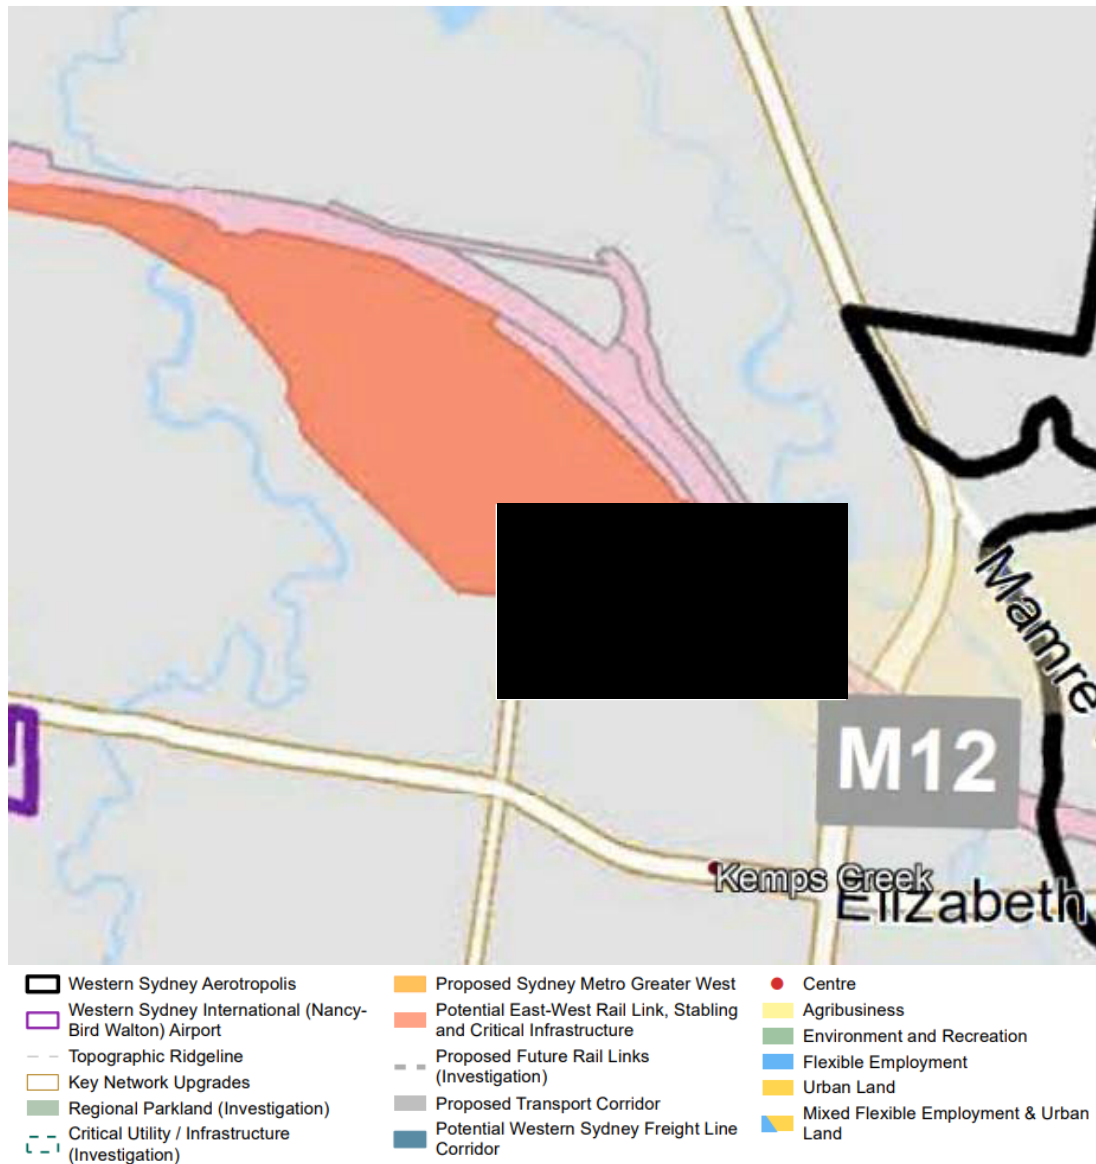 Mamre
M12
Kemps Creek
Elizabeth
Western Sydney Aerotropolis
Western Sydney International (Nancy-
Bird Walton) Airport
Topographic Ridgeline
Key Network Upgrades
Regional Parkland (Investigation)
Critical Utility / Infrastructure
(Investigation)
Proposed Sydney Metro Greater West
Potential East-West Rail Link, Stabling
and Critical Infrastructure
Proposed Future Rail Links
(Investigation)
Proposed Transport Corridor
Potential Western Sydney Freight Line
Corridor
Centre
Agribusiness
Environment and Recreation
Flexible Employment
Urban Land
Mixed Flexible Employment & Urban
Land